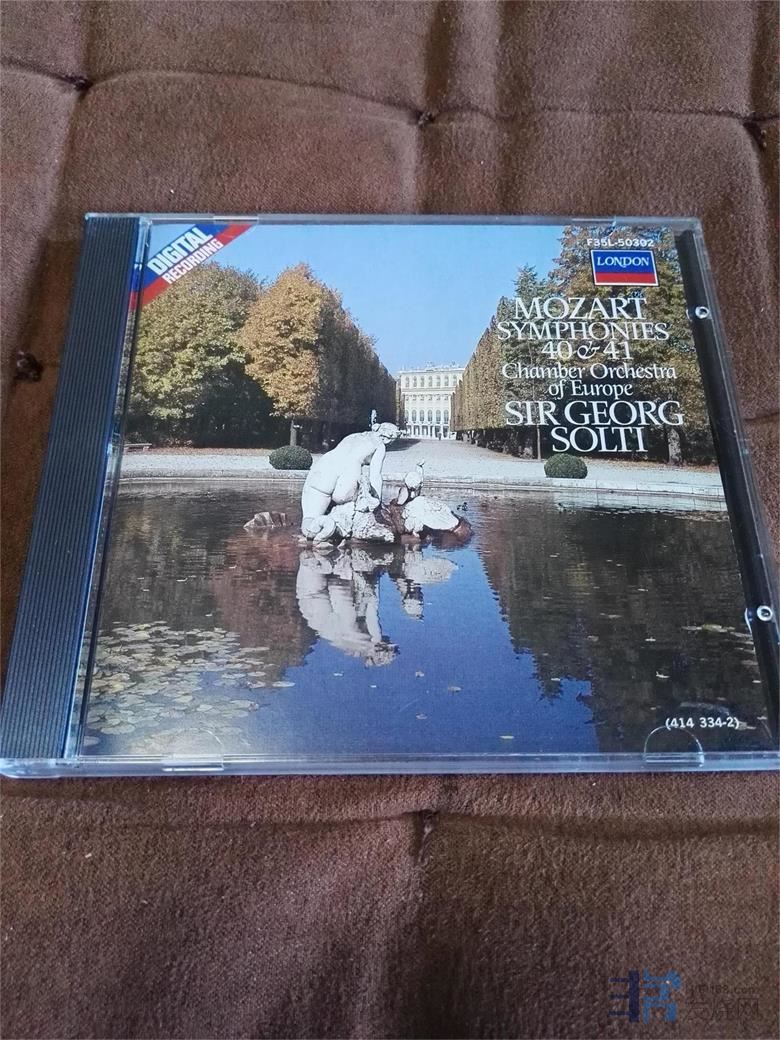 DIGITAL
RECORDING
F35L-50392
LONDON
MOZART
SYMPHONIES
40 & 41
Chamber Orchestra
of Europe
SIR GEORG
SOLTI
(414 334-2)